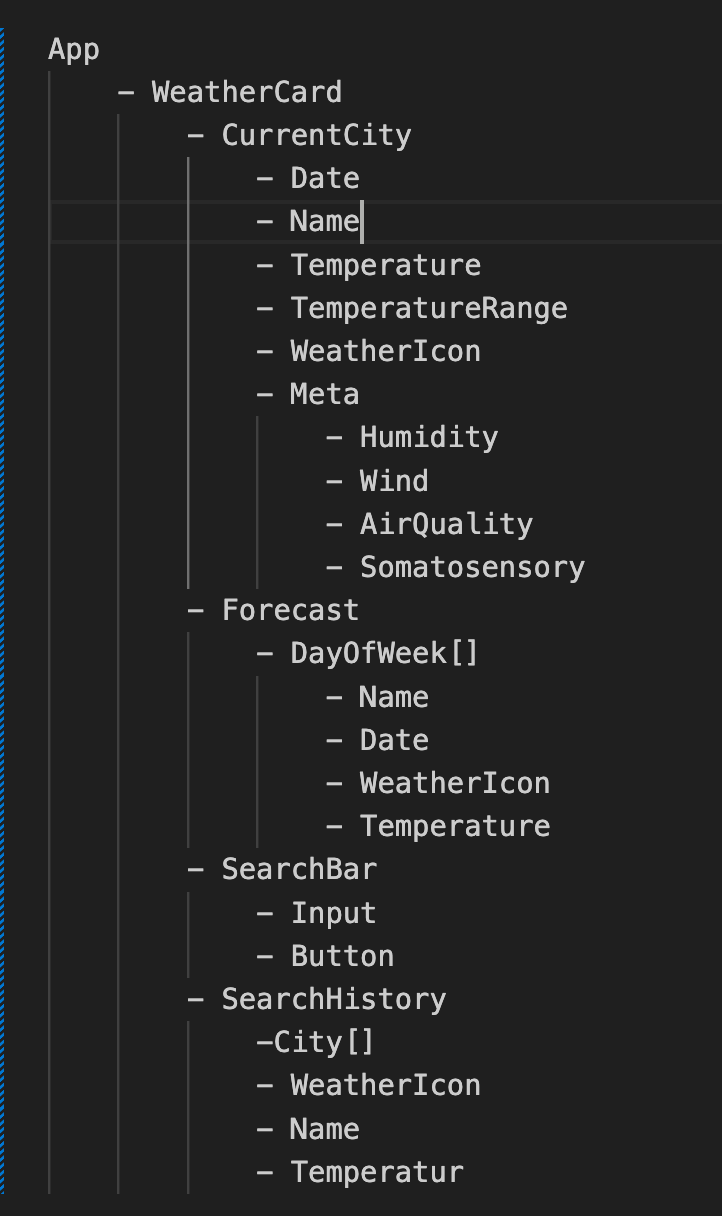 App
- WeatherCard
- CurrentCity
- Date
- Name
- Temperature
- TemperatureRange
- WeatherIcon
- Meta
- Humidity
- Wind
- AirQuality
- Somatosensory
- Forecast
- DayOfWeek[]
- Name
- Date
- WeatherIcon
- Temperature
- SearchBar
- Input
- Button
- SearchHistory
-City[]
- WeatherIcon
- Name
- Temperatur